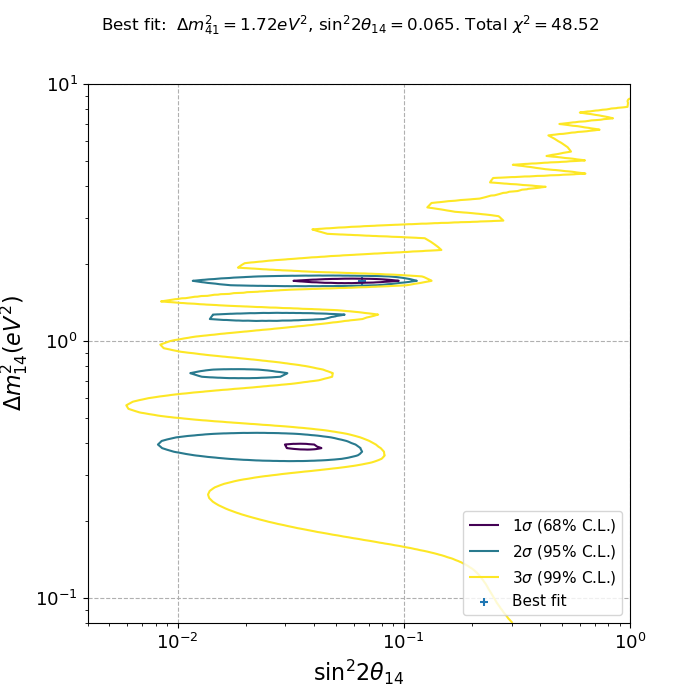 Best fit: Δm²₄₁ = 1.72eV², sin²2θ₁₄ = 0.065. Total χ² = 48.52
10¹
10⁰
10⁻¹
Δm²₁₄(eV²)
1σ (68% C.L.)
2σ (95% C.L.)
3σ (99% C.L.)
Best fit
10⁻²
10⁻¹
10⁰
sin²2θ₁₄